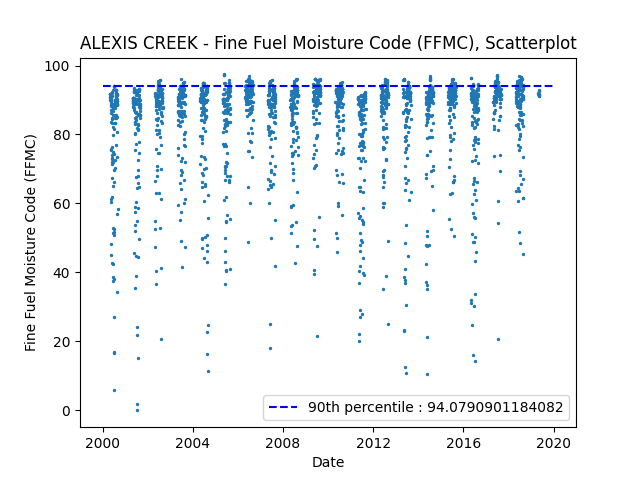 ALEXIS CREEK - Fine Fuel Moisture Code (FFMC), Scatterplot
Fine Fuel Moisture Code (FFMC)
100
80
60
40
20
0
90th percentile : 94.0790901184082
2000 2004 2008 2012 2016 2020
Date